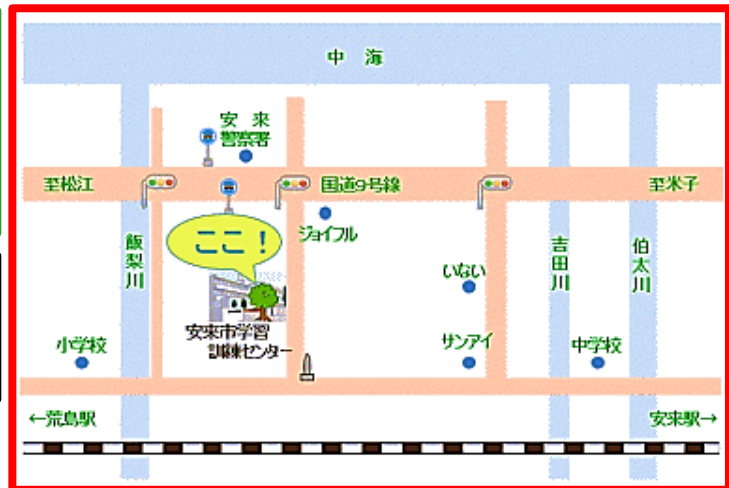 中 海
安 来
警察署
至松江
国道9号線
至米子
ここ！
ジョイフル
飯梨川
吉田川
伯太川
いない
安来市学習
訓練センター
小学校
サンアイ
中学校
←荒島駅
安来駅→